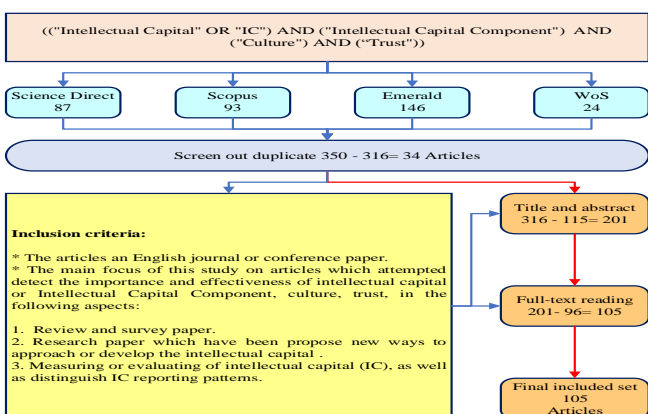 (("Intellectual Capital" OR "IC") AND ("Intellectual Capital Component") AND
("Culture") AND (“Trust"))
Science Direct
87
Scopus
93
Emerald
146
WoS
24
Screen out duplicate 350 - 316= 34 Articles
Inclusion criteria:
* The articles an English journal or conference paper.
* The main focus of this study on articles which attempted
detect the importance and effectiveness of intellectual capital
or Intellectual Capital Component, culture, trust, in the
following aspects:
1. Review and survey paper.
2. Research paper which have been propose new ways to
approach or develop the intellectual capital .
3. Measuring or evaluating of intellectual capital (IC), as well
as distinguish IC reporting patterns.
Title and abstract
316 - 115= 201
Full-text reading
201- 96= 105
Final included set
105
Articles